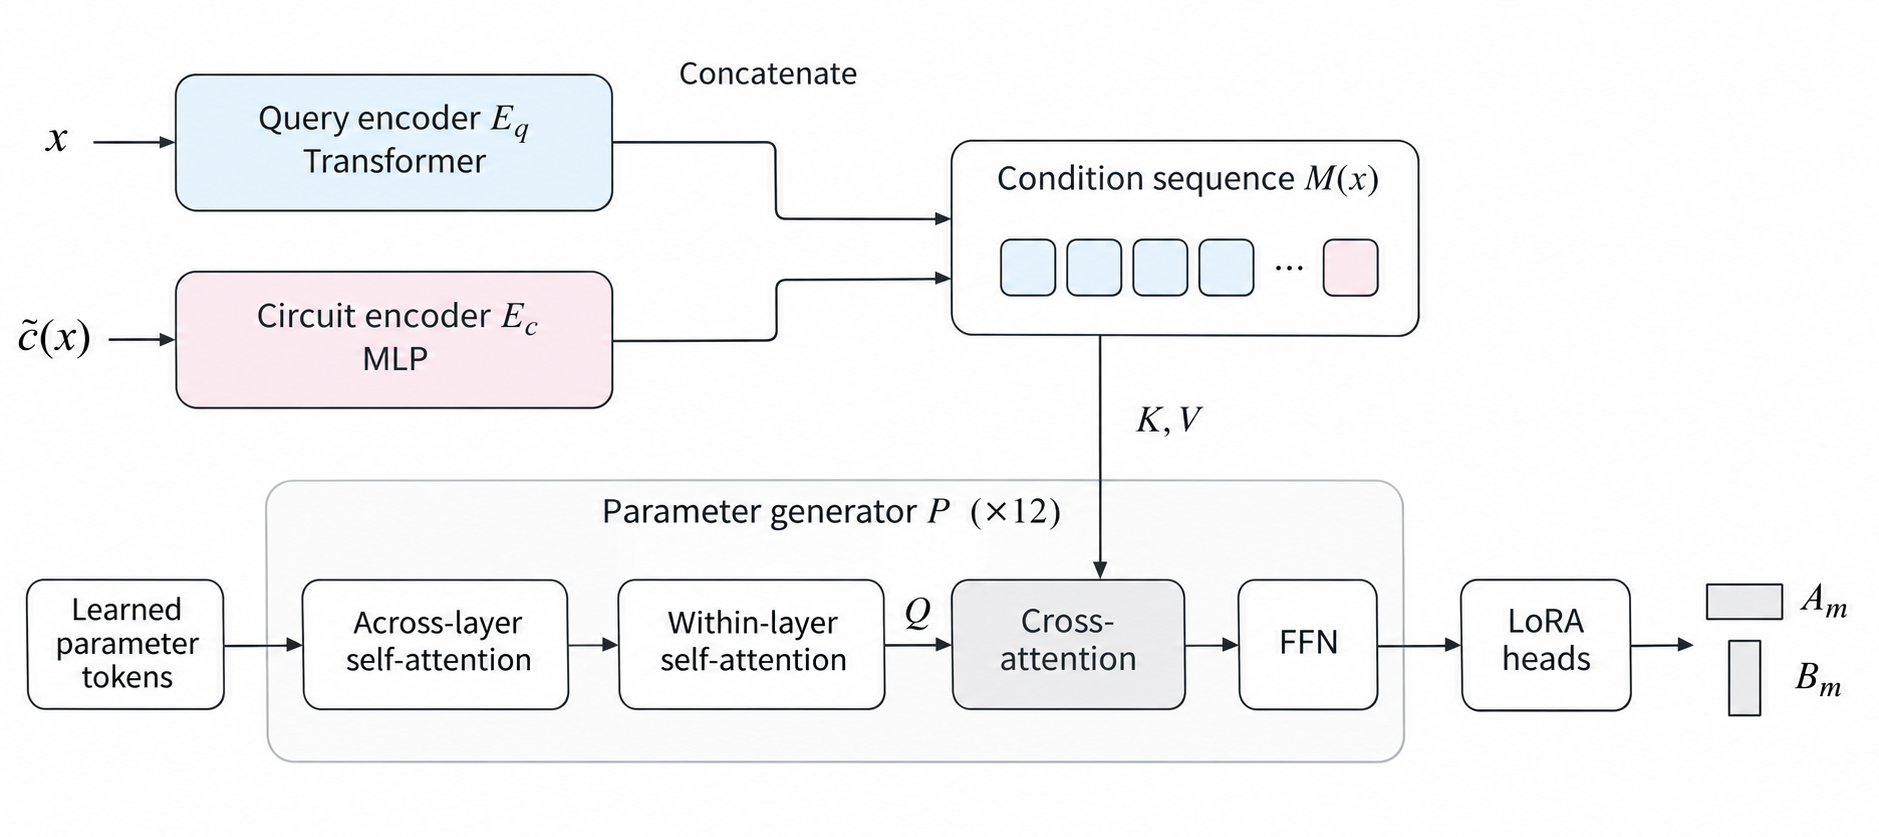 Concatenate
x
Query encoder E_q
Transformer
Condition sequence M(x)
...
c̃(x)
Circuit encoder E_c
MLP
K, V
Parameter generator P (×12)
Learned
parameter
tokens
Across-layer
self-attention
Within-layer
self-attention
Q
Cross-
attention
FFN
LoRA
heads
A_m
B_m